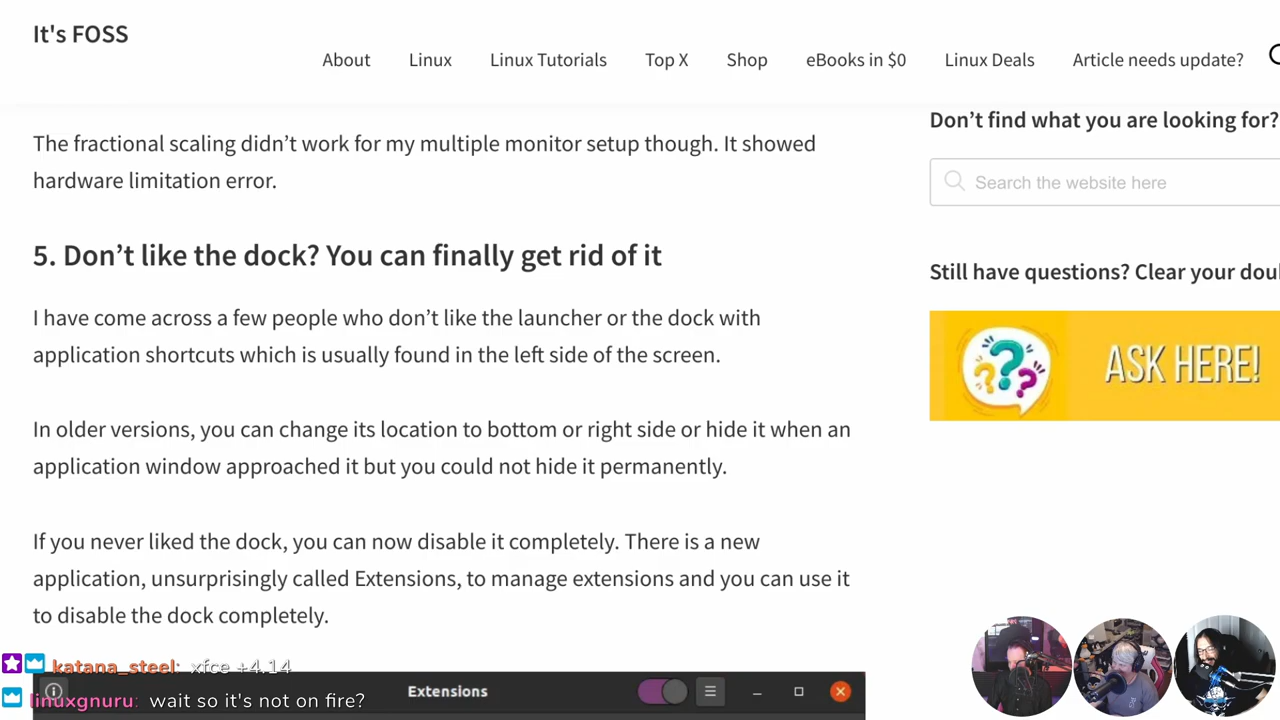 It's FOSS
About Linux Linux Tutorials Top X Shop eBooks in $0 Linux Deals Article needs update?
The fractional scaling didn’t work for my multiple monitor setup though. It showed
hardware limitation error.
5. Don’t like the dock? You can finally get rid of it
I have come across a few people who don’t like the launcher or the dock with
application shortcuts which is usually found in the left side of the screen.
In older versions, you can change its location to bottom or right side or hide it when an
application window approached it but you could not hide it permanently.
If you never liked the dock, you can now disable it completely. There is a new
application, unsurprisingly called Extensions, to manage extensions and you can use it
to disable the dock completely.
Extensions
Don’t find what you are looking for?
Search the website here
Still have questions? Clear your dou
ASK HERE!
katana_steel: xfce +4.14
linuxgnuru: wait so it's not on fire?